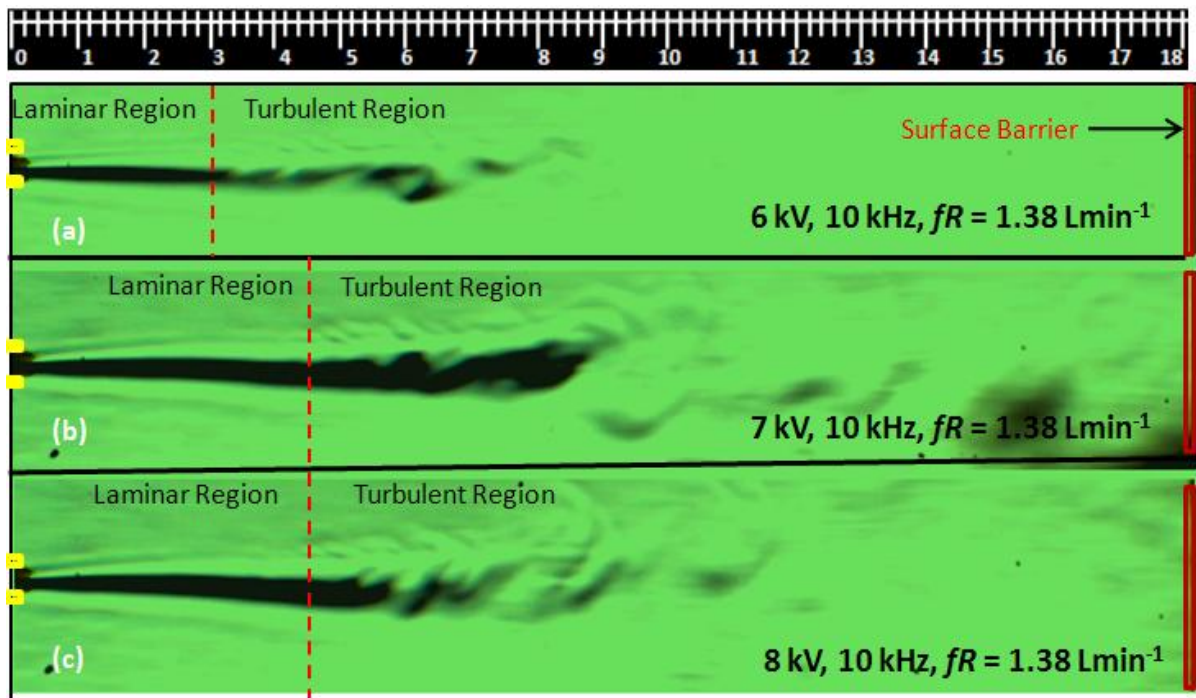 0 1 2 3 4 5 6 7 8 9 10 11 12 13 14 15 16 17 18
Laminar Region Turbulent Region
Surface Barrier
(a)
6 kV, 10 kHz, fR = 1.38 Lmin⁻¹
Laminar Region Turbulent Region
(b)
7 kV, 10 kHz, fR = 1.38 Lmin⁻¹
Laminar Region Turbulent Region
(c)
8 kV, 10 kHz, fR = 1.38 Lmin⁻¹